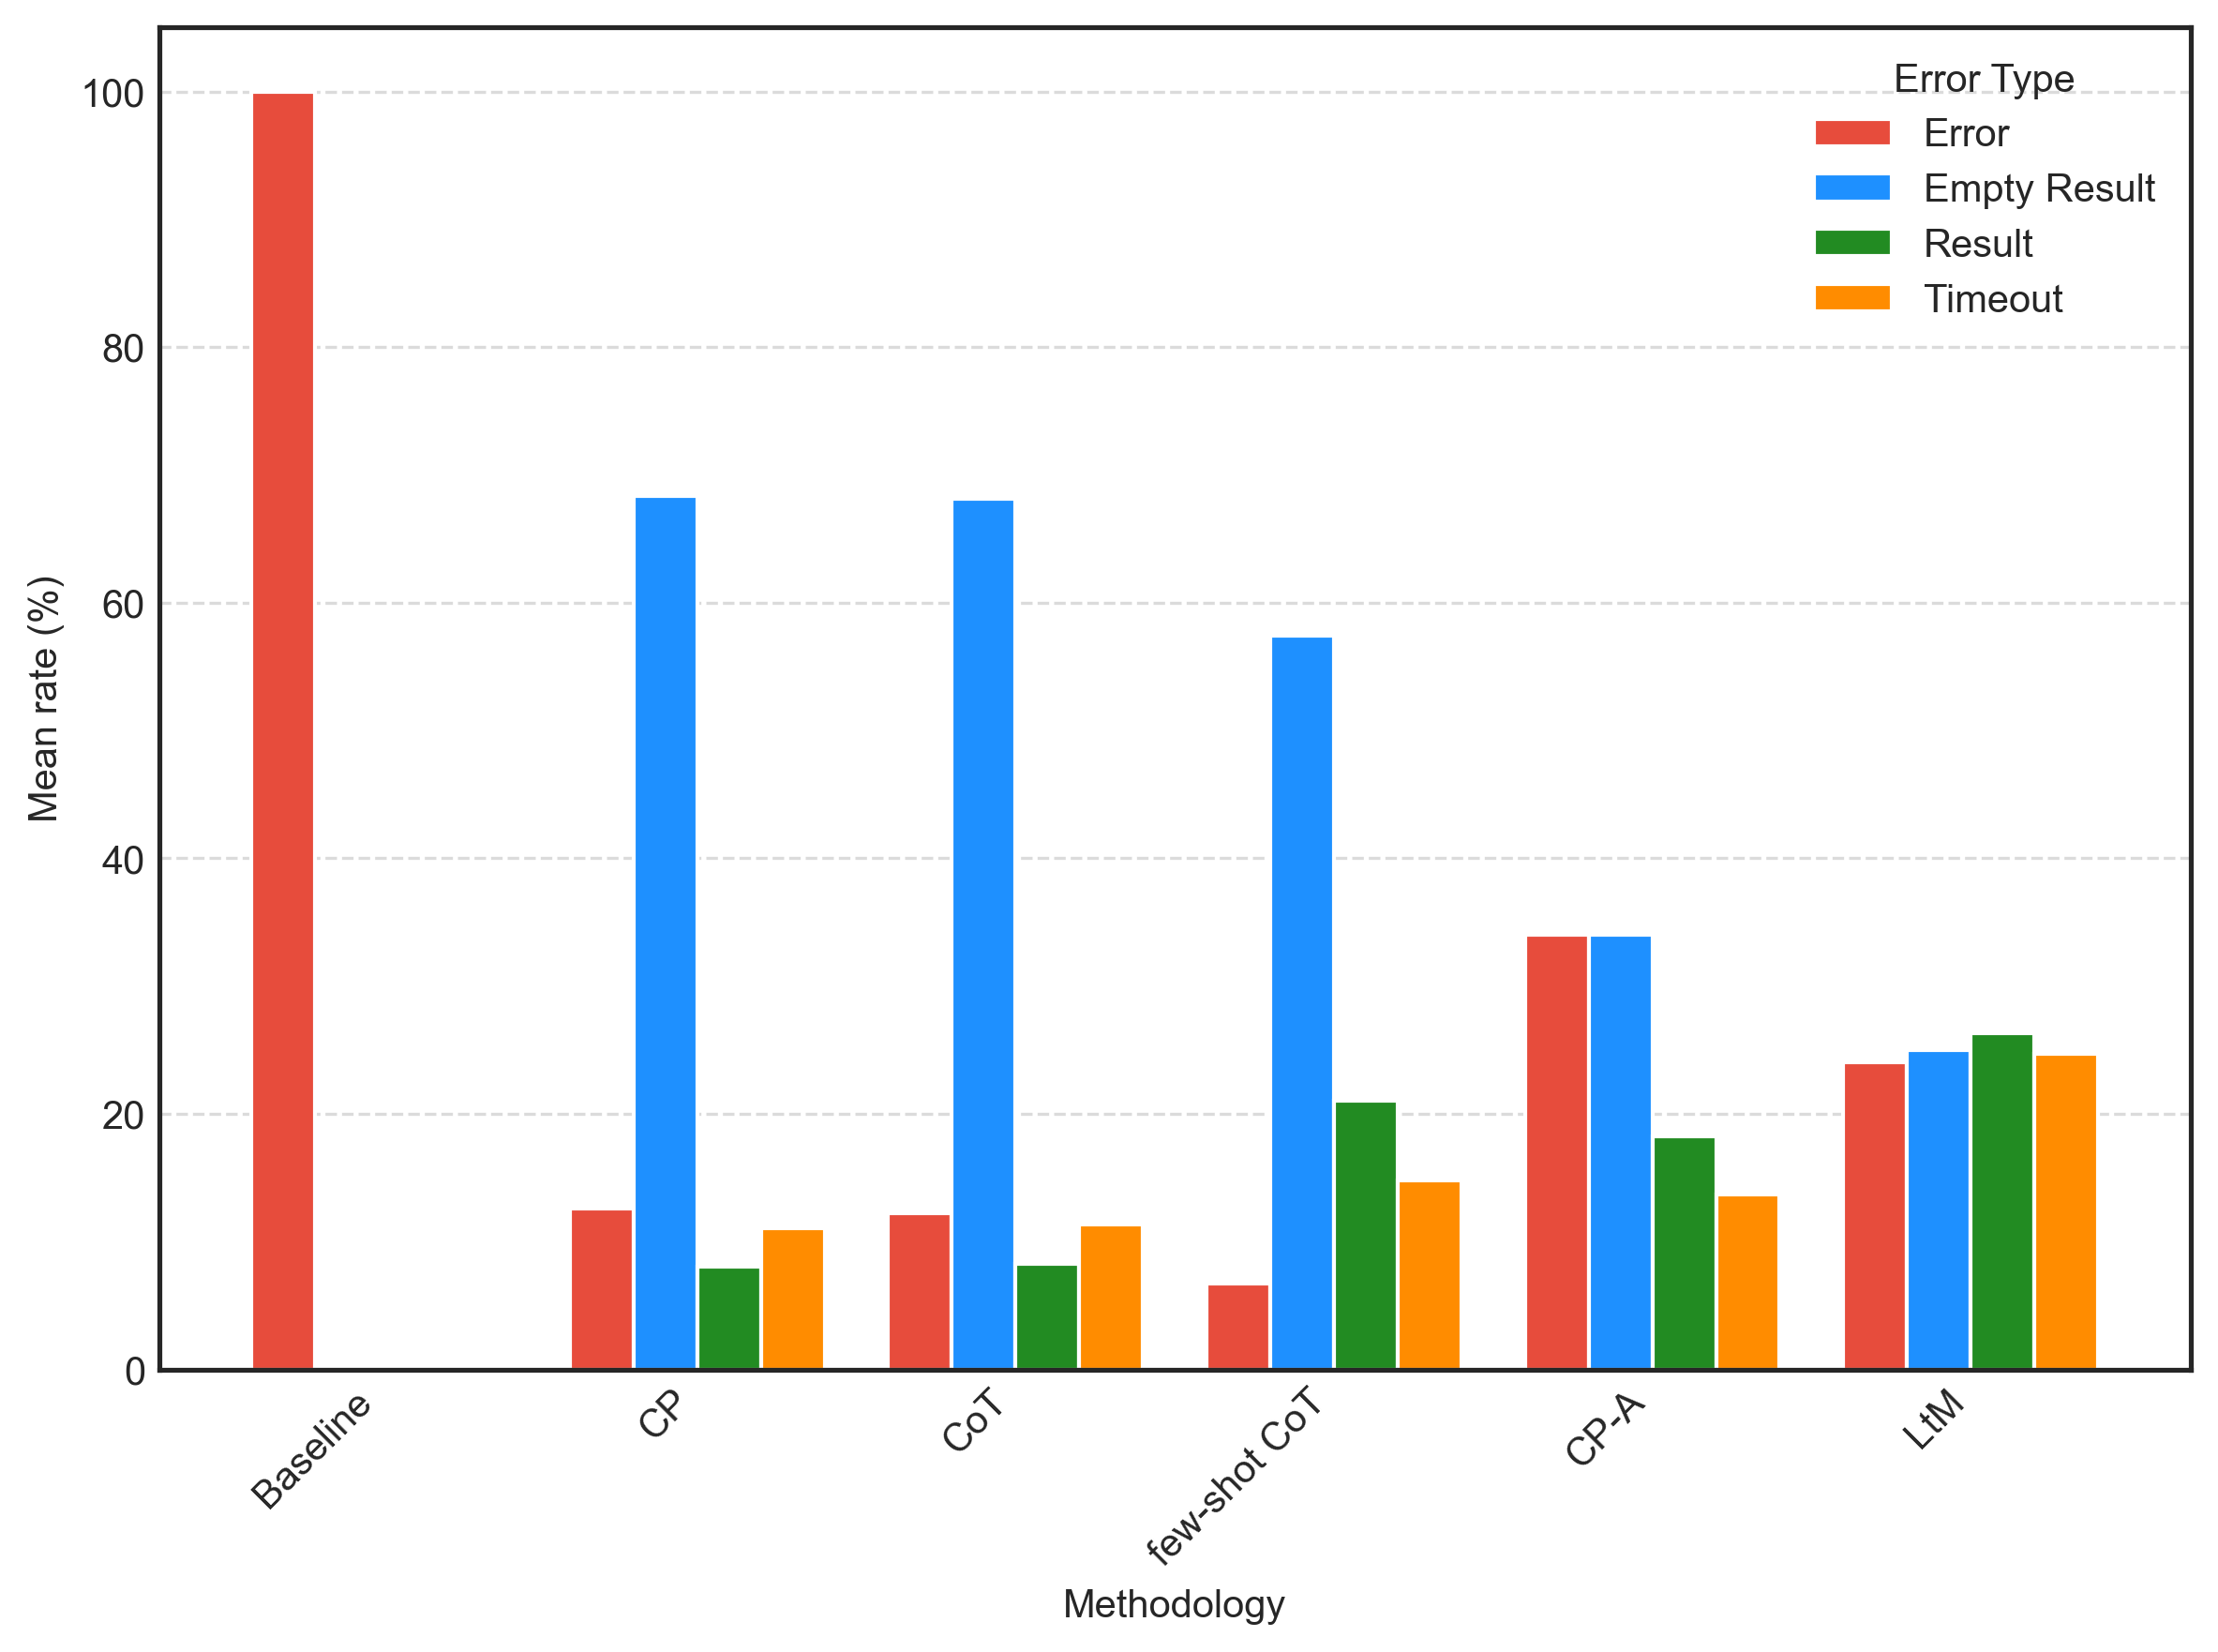 Error Type
Error
Empty Result
Result
Timeout
Mean rate (%)
100
80
60
40
20
0
Baseline
CP
CoT
few-shot CoT
CP-A
LtM
Methodology